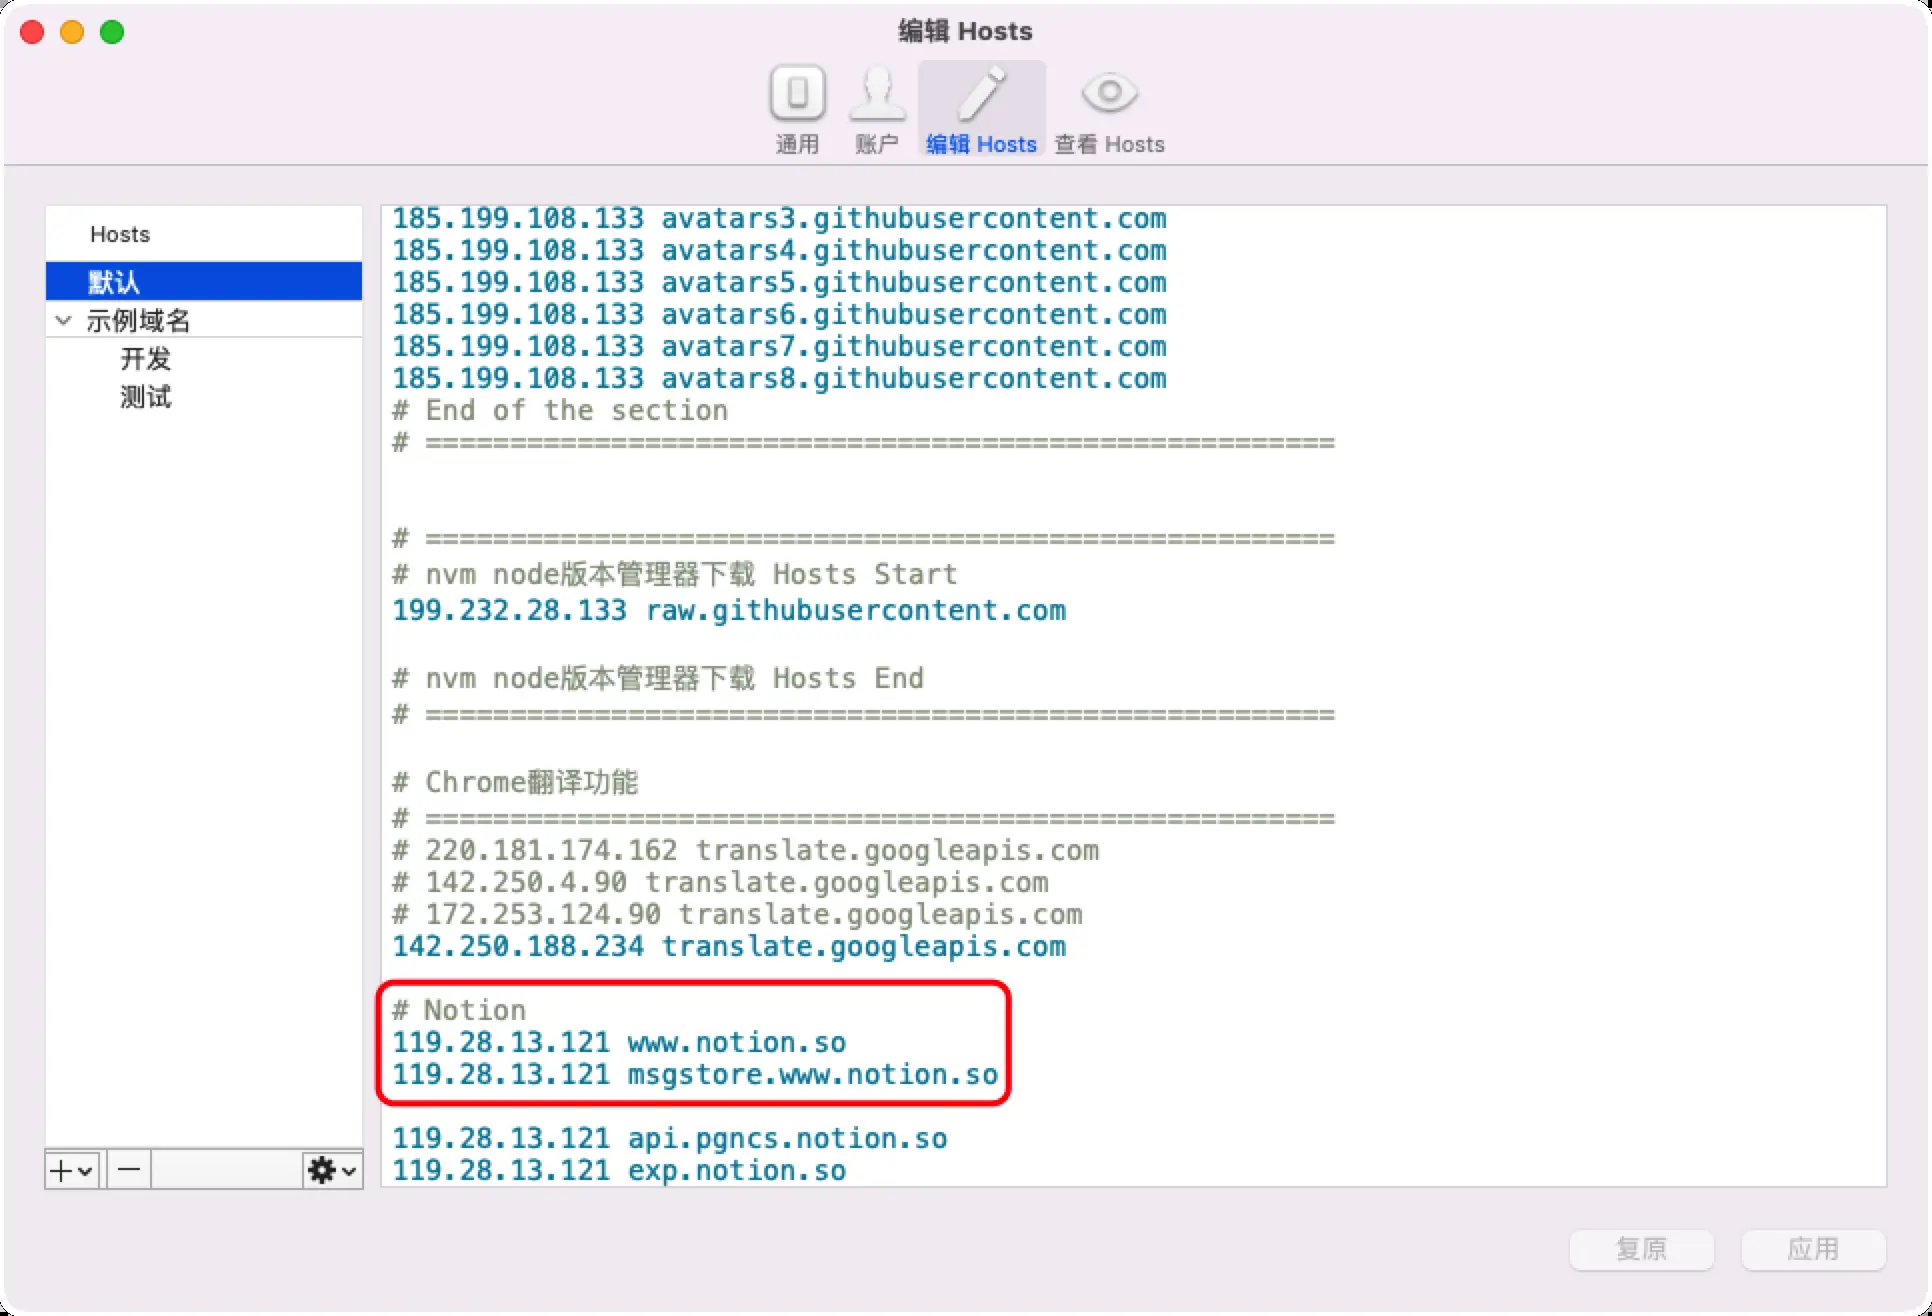 编辑 Hosts
通用
账户
编辑 Hosts
查看 Hosts
Hosts
默认
示例域名
开发
测试
185.199.108.133 avatars3.githubusercontent.com
185.199.108.133 avatars4.githubusercontent.com
185.199.108.133 avatars5.githubusercontent.com
185.199.108.133 avatars6.githubusercontent.com
185.199.108.133 avatars7.githubusercontent.com
185.199.108.133 avatars8.githubusercontent.com
# End of the section
# ======================================================
# ======================================================
# nvm node版本管理器下载 Hosts Start
199.232.28.133 raw.githubusercontent.com
# nvm node版本管理器下载 Hosts End
# ======================================================
# Chrome翻译功能
# ======================================================
# 220.181.174.162 translate.googleapis.com
# 142.250.4.90 translate.googleapis.com
# 172.253.124.90 translate.googleapis.com
142.250.188.234 translate.googleapis.com
# Notion
119.28.13.121 www.notion.so
119.28.13.121 msgstore.www.notion.so
119.28.13.121 api.pgncs.notion.so
119.28.13.121 exp.notion.so
复原
应用